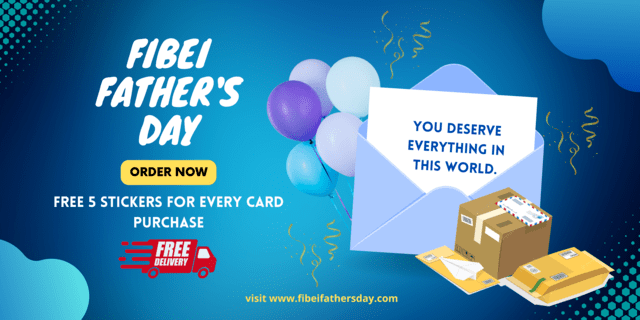 FIBEI
FATHER'S
DAY
ORDER NOW
FREE 5 STICKERS FOR EVERY CARD
PURCHASE
FREE
DELIVERY
YOU DESERVE
EVERYTHING IN
THIS WORLD.
visit www.fibeifathersday.com